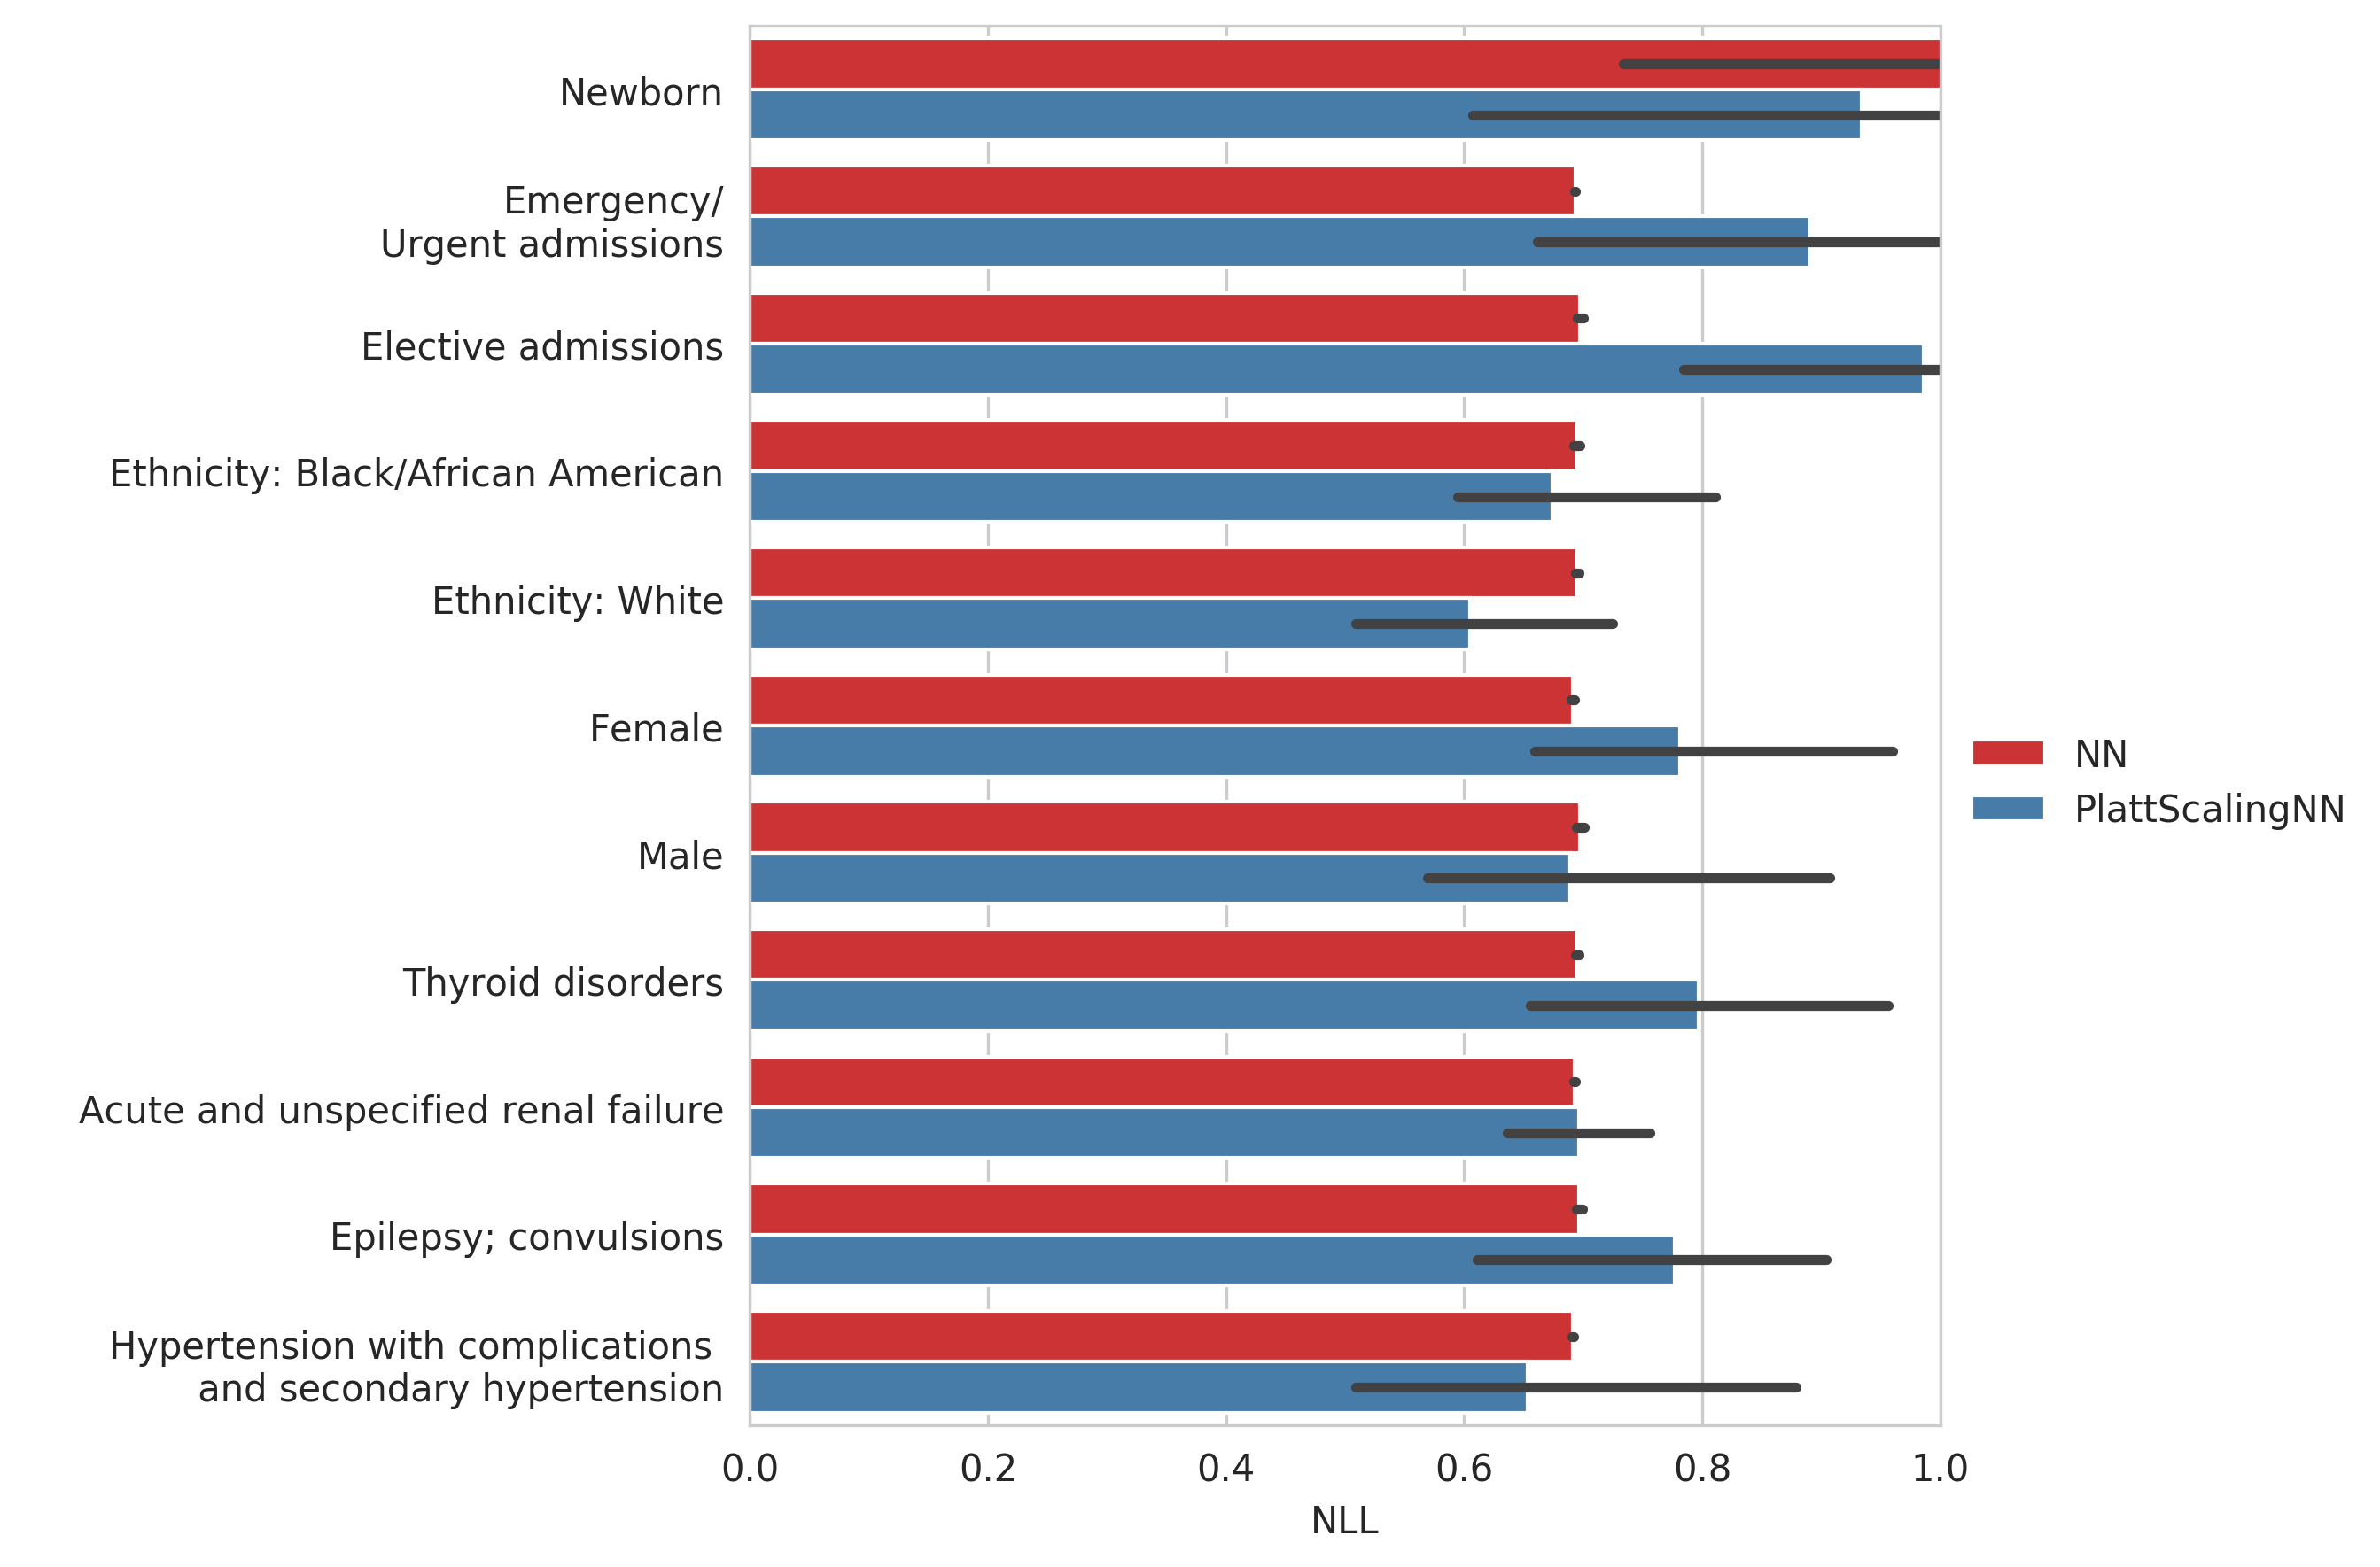 Newborn
Emergency/
Urgent admissions
Elective admissions
Ethnicity: Black/African American
Ethnicity: White
Female
Male
Thyroid disorders
Acute and unspecified renal failure
Epilepsy; convulsions
Hypertension with complications
and secondary hypertension
0.0 0.2 0.4 0.6 0.8 1.0
NLL
NN
PlattScalingNN